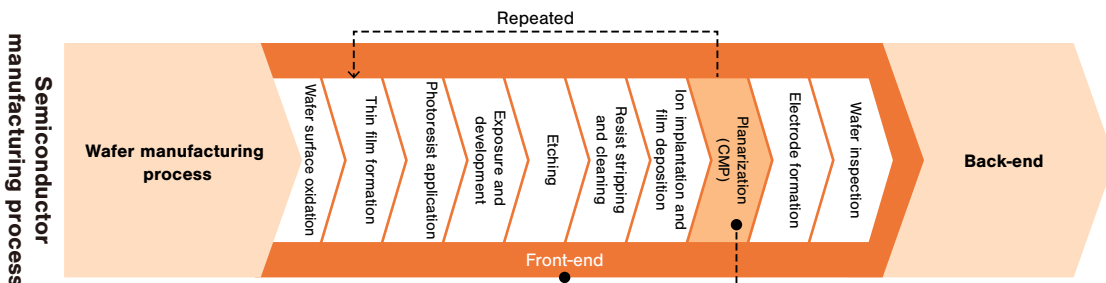 Repeated
Semiconductor
manufacturing process
Wafer manufacturing
process
Wafer surface oxidation
Thin film formation
Photoresist application
Exposure and
development
Etching
Resist stripping
and cleaning
Ion implantation and
film deposition
Planarization
(CMP)
Electrode formation
Wafer inspection
Back-end
Front-end